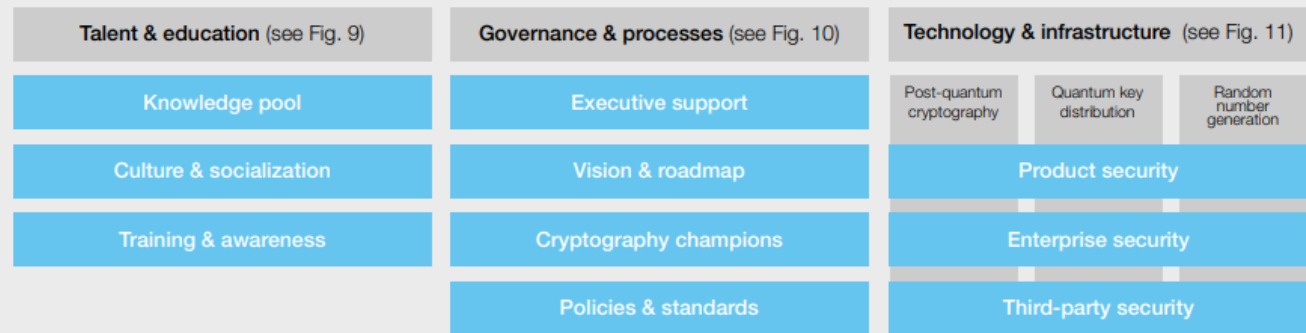 Talent & education (see Fig. 9)
Knowledge pool
Culture & socialization
Training & awareness
Governance & processes (see Fig. 10)
Executive support
Vision & roadmap
Cryptography champions
Policies & standards
Technology & infrastructure (see Fig. 11)
Post-quantum
cryptography
Quantum key
distribution
Random
number
generation
Product security
Enterprise security
Third-party security